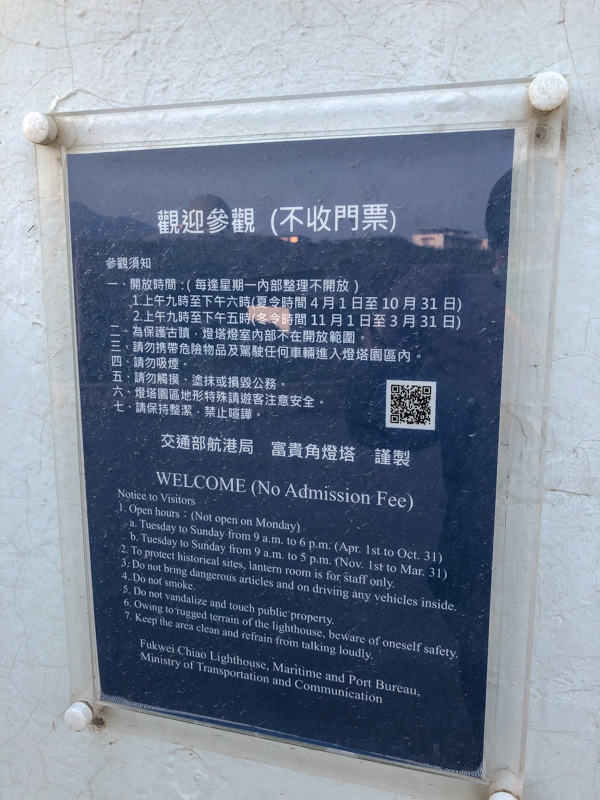 觀迎參觀 (不收門票)
參觀須知
一、開放時間：( 每逢星期一內部整理不開放 )
1.上午九時至下午六時(夏令時間 4 月 1 日至 10 月 31 日)
2.上午九時至下午五時(冬令時間 11 月 1 日至 3 月 31 日)
二、為保護古蹟，燈塔燈室內部不在開放範圍。
三、請勿携帶危險物品及駕駛任何車輛進入燈塔園區內。
四、請勿吸煙。
五、請勿觸摸、塗抹或損毀公務。
六、燈塔園區地形特殊請遊客注意安全。
七、請保持整潔，禁止喧譁。
交通部航港局 富貴角燈塔 謹製
WELCOME (No Admission Fee)
Notice to Visitors
1. Open hours：(Not open on Monday)
a. Tuesday to Sunday from 9 a.m. to 6 p.m. (Apr. 1st to Oct. 31)
b. Tuesday to Sunday from 9 a.m. to 5 p.m. (Nov. 1st to Mar. 31)
2. To protect historical sites, lantern room is for staff only.
3. Do not bring dangerous articles and on driving any vehicles inside.
4. Do not smoke.
5. Do not vandalize and touch public property.
6. Owing to rugged terrain of the lighthouse, beware of oneself safety.
7. Keep the area clean and refrain from talking loudly.
Fukwei Chiao Lighthouse, Maritime and Port Bureau,
Ministry of Transportation and Communication